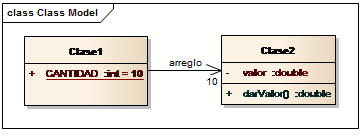 class Class Model
Clase1
+ CANTIDAD :int = 10
arreglo
10
Clase2
- valor :double
+ darValor() :double